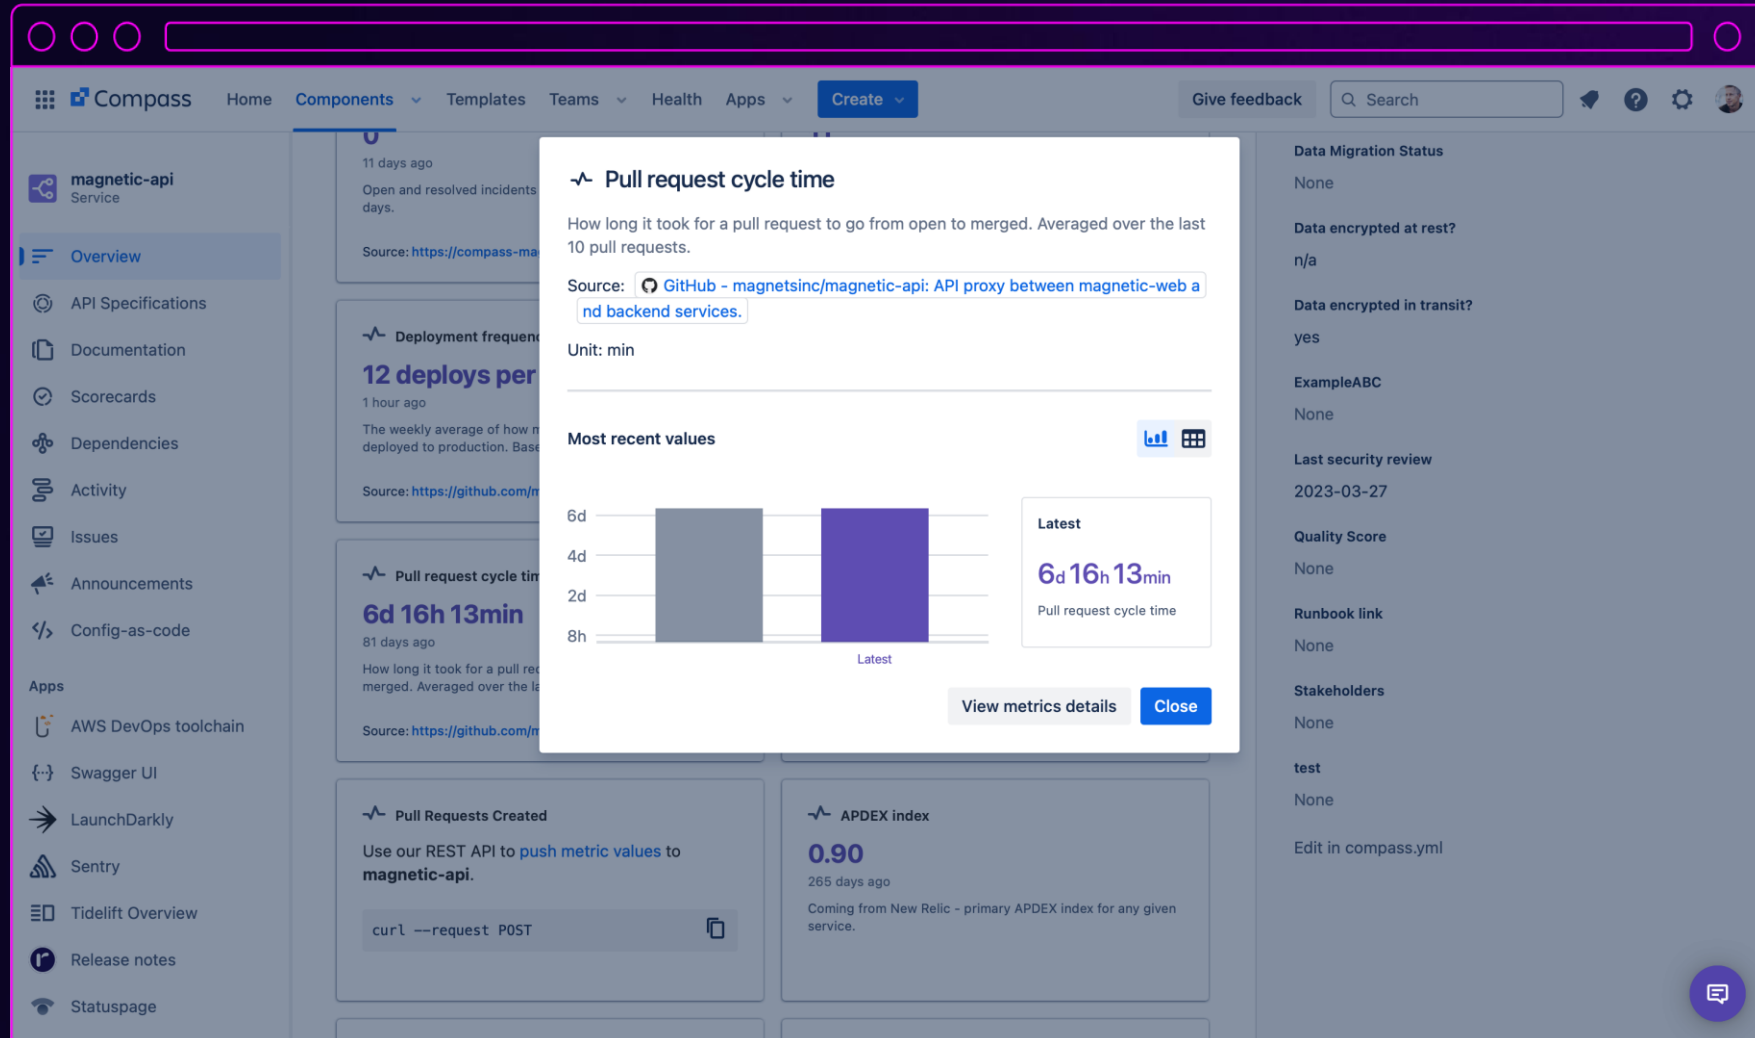 Compass
Home
Components
Templates
Teams
Health
Apps
Create
Give feedback
Search
magnetic-api
Service
Overview
API Specifications
Documentation
Scorecards
Dependencies
Activity
Issues
Announcements
Config-as-code
Apps
AWS DevOps toolchain
Swagger UI
LaunchDarkly
Sentry
Tidelift Overview
Release notes
Statuspage
11 days ago
Open and resolved incidents
days.
Source: https://compass-ma
Deployment
12 deploys per
1 hour ago
The weekly average of how
deployed to production.
Source: https://github.com/
Pull request cycle
6d 16h 13min
81 days ago
How long it took for a pull
merged. Averaged over the
Source: https://github.com/
Pull Requests Created
Use our REST API to push metric values to
magnetic-api.
curl --request POST
APDEX index
0.90
265 days ago
Coming from New Relic - primary APDEX index for any given
service.
Pull request cycle time
How long it took for a pull request to go from open to merged. Averaged over the last
10 pull requests.
Source: GitHub - magnetsinc/magnetic-api: API proxy between magnetic-web a
nd backend services.
Unit: min
Most recent values
6d
4d
2d
8h
Latest
Latest
6d 16h 13min
Pull request cycle time
View metrics details
Close
Data Migration Status
None
Data encrypted at rest?
n/a
Data encrypted in transit?
yes
ExampleABC
None
Last security review
2023-03-27
Quality Score
None
Runbook link
None
Stakeholders
None
test
None
Edit in compass.yml